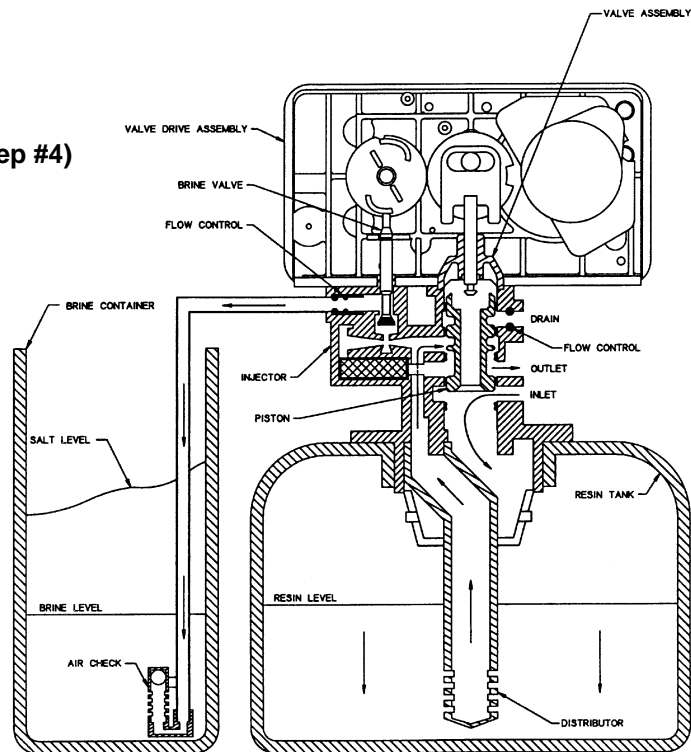 VALVE ASSEMBLY
VALVE DRIVE ASSEMBLY
ep #4)
BRINE VALVE
FLOW CONTROL
BRINE CONTAINER
DRAIN
FLOW CONTROL
INJECTOR
OUTLET
INLET
PISTON
SALT LEVEL
RESIN TANK
BRINE LEVEL
RESIN LEVEL
AIR CHECK
DISTRIBUTOR